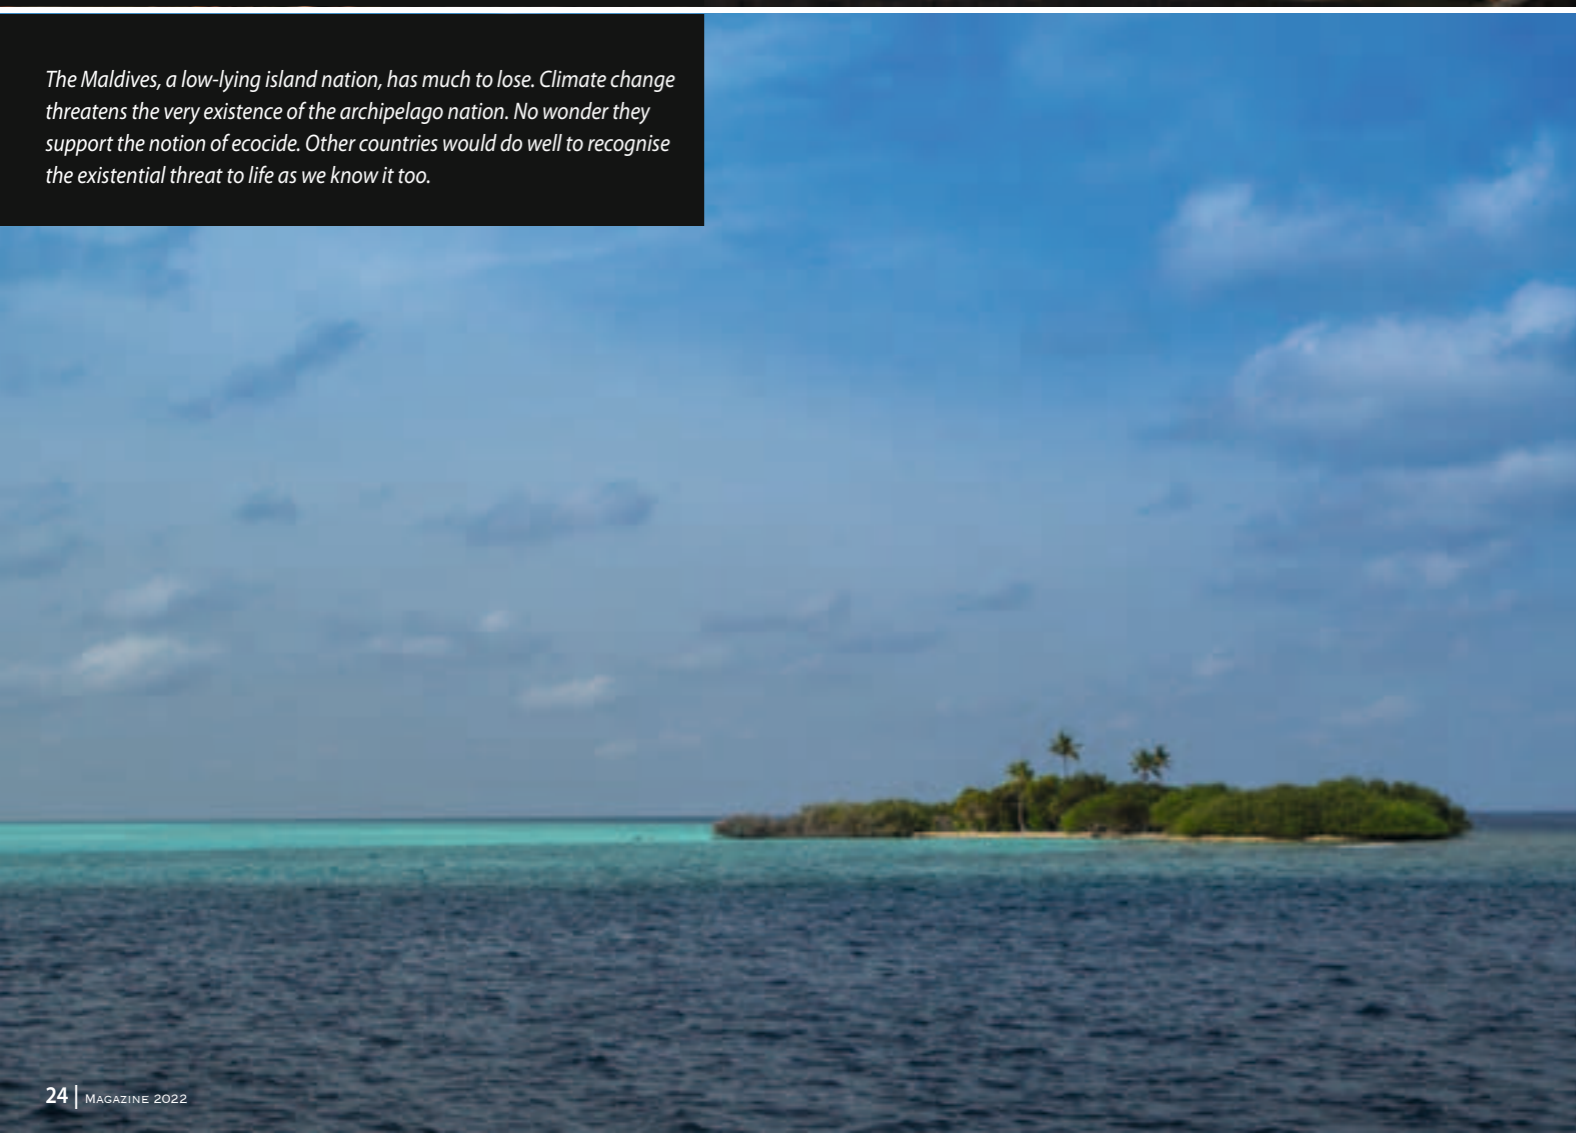 The Maldives, a low-lying island nation, has much to lose. Climate change
threatens the very existence of the archipelago nation. No wonder they
support the notion of ecocide. Other countries would do well to recognise
the existential threat to life as we know it too.
24 | Magazine 2022